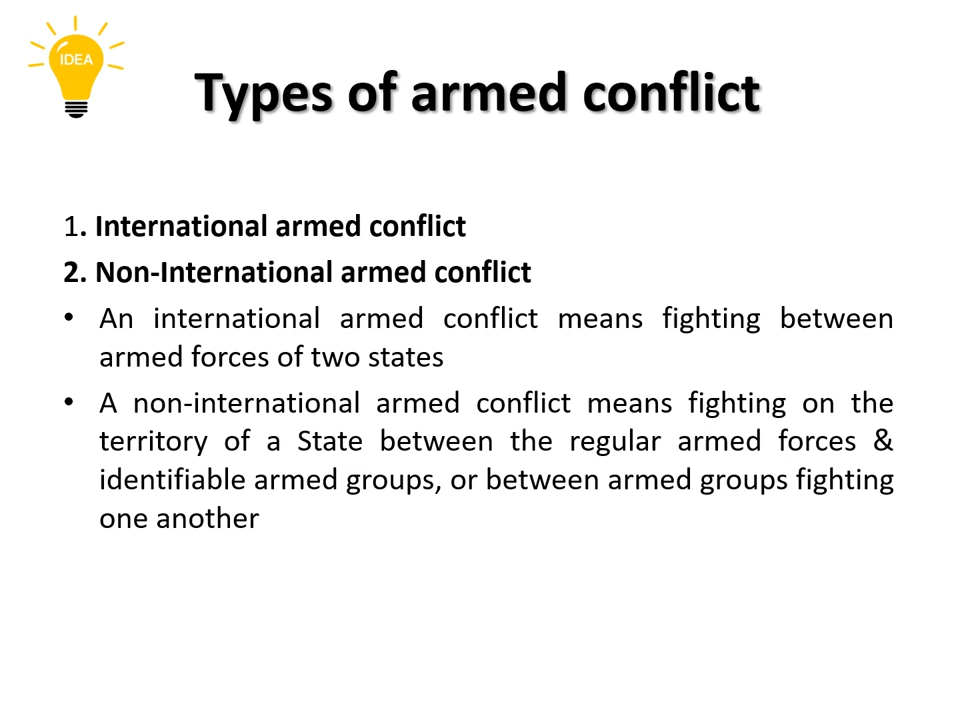 IDEA
Types of armed conflict
1. International armed conflict
2. Non-International armed conflict
• An international armed conflict means fighting between
armed forces of two states
• A non-international armed conflict means fighting on the
territory of a State between the regular armed forces &
identifiable armed groups, or between armed groups fighting
one another